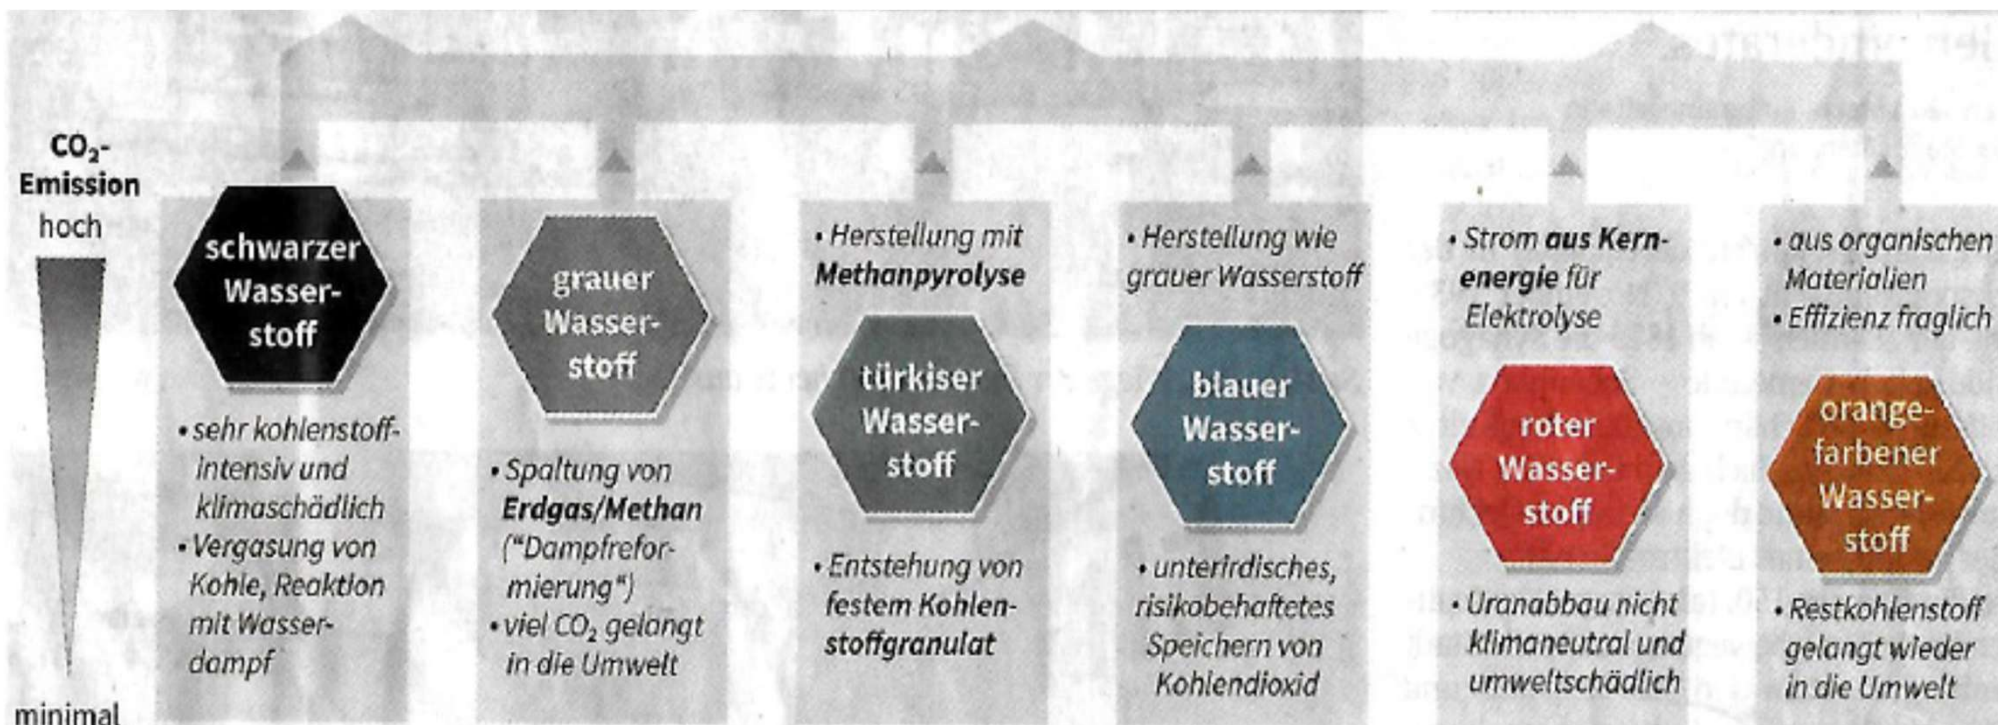 CO₂-
Emission
hoch
minimal
schwarzer
Wasser-
stoff
• sehr kohlenstoff-
intensiv und
klimaschädlich
• Vergasung von
Kohle, Reaktion
mit Wasser-
dampf
grauer
Wasser-
stoff
• Spaltung von
Erdgas/Methan
("Dampfrefor-
mierung")
• viel CO₂ gelangt
in die Umwelt
• Herstellung mit
Methanpyrolyse
türkiser
Wasser-
stoff
• Entstehung von
festem Kohlen-
stoffgranulat
• Herstellung wie
grauer Wasserstoff
blauer
Wasser-
stoff
• unterirdisches,
risikobehaftetes
Speichern von
Kohlendioxid
• Strom aus Kern-
energie für
Elektrolyse
roter
Wasser-
stoff
• Uranabbau nicht
klimaneutral und
umweltschädlich
• aus organischen
Materialien
• Effizienz fraglich
orange-
farbener
Wasser-
stoff
• Restkohlenstoff
gelangt wieder
in die Umwelt